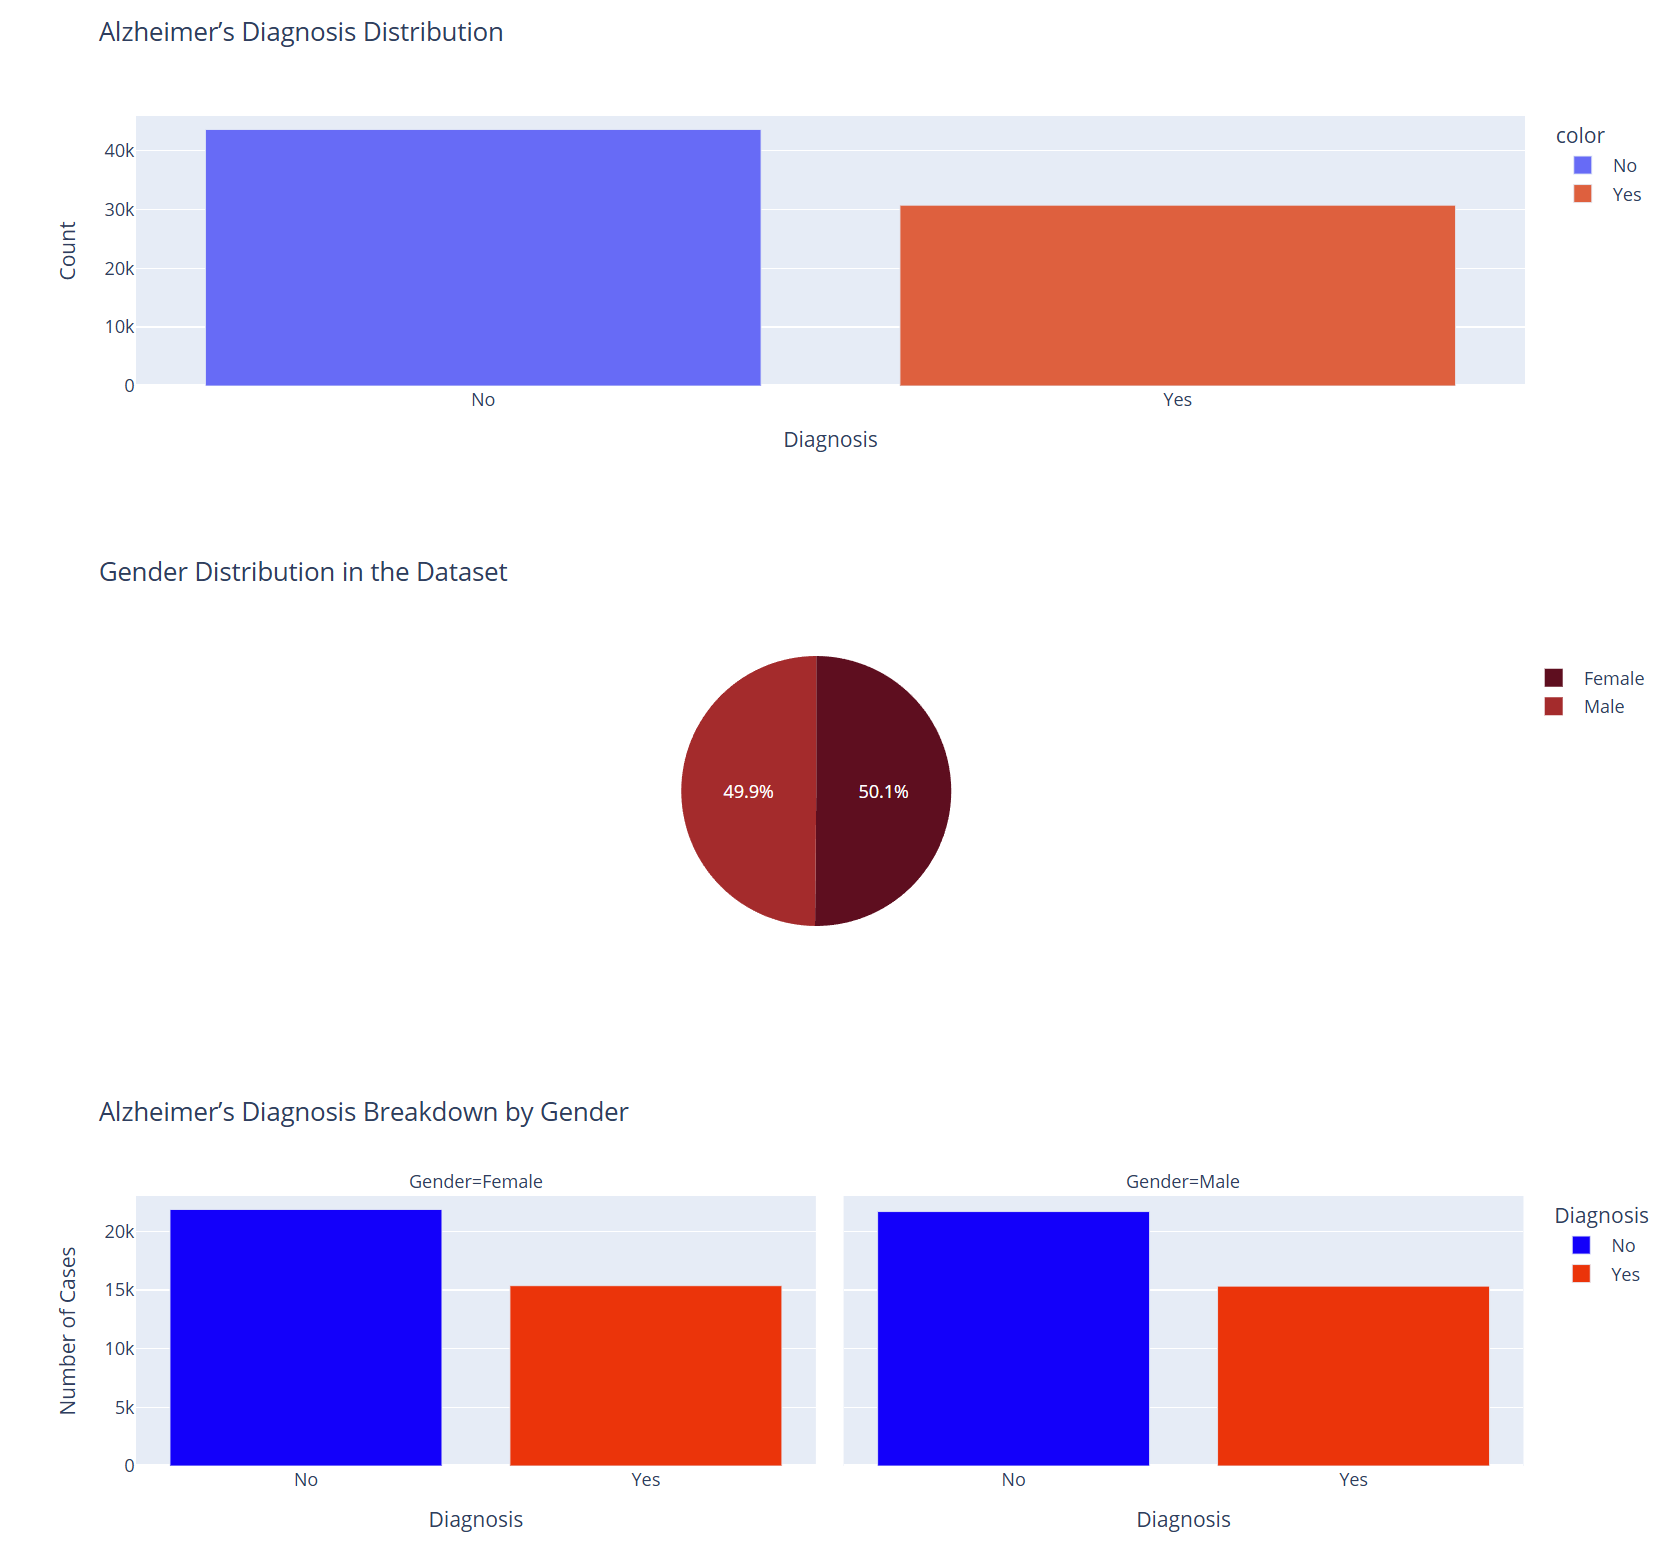 Alzheimer’s Diagnosis Distribution
color
No
Yes
Count
40k
30k
20k
10k
0
No
Yes
Diagnosis
Gender Distribution in the Dataset
Female
Male
49.9%
50.1%
Alzheimer’s Diagnosis Breakdown by Gender
Gender=Female
Gender=Male
Diagnosis
No
Yes
Number of Cases
20k
15k
10k
5k
0
No
Yes
No
Yes
Diagnosis
Diagnosis